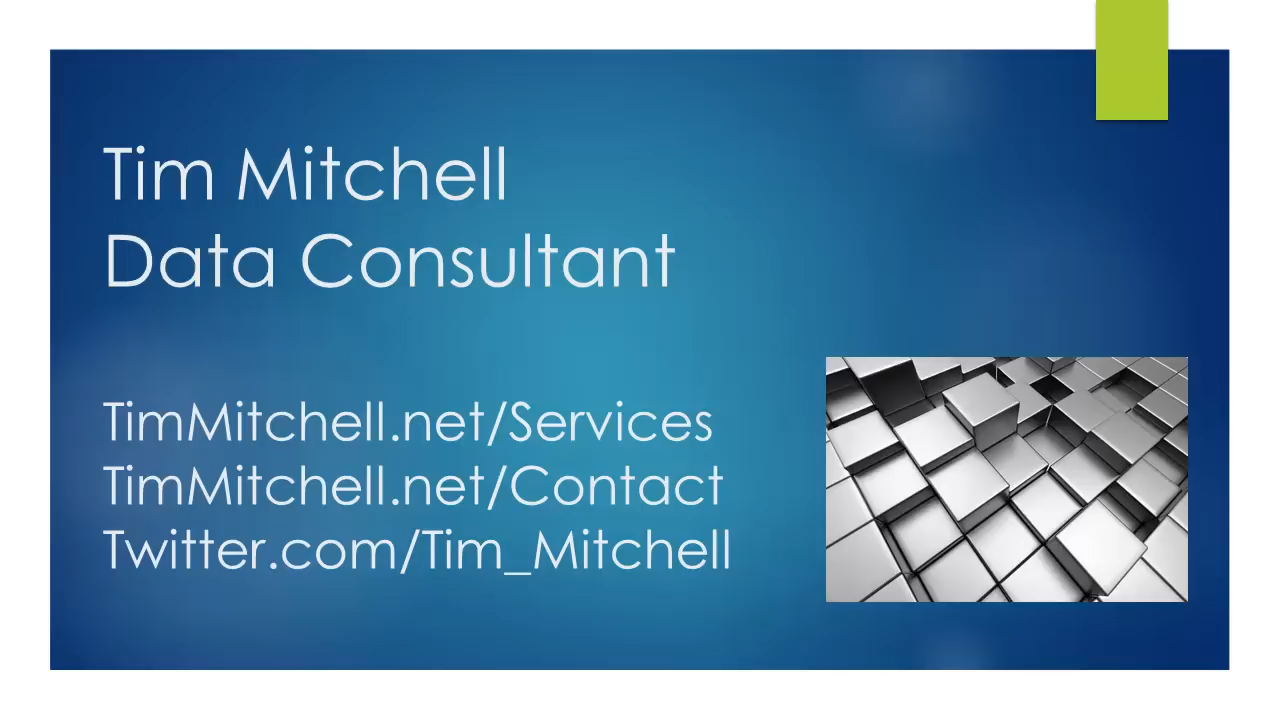 Tim Mitchell
Data Consultant
TimMitchell.net/Services
TimMitchell.net/Contact
Twitter.com/Tim_Mitchell